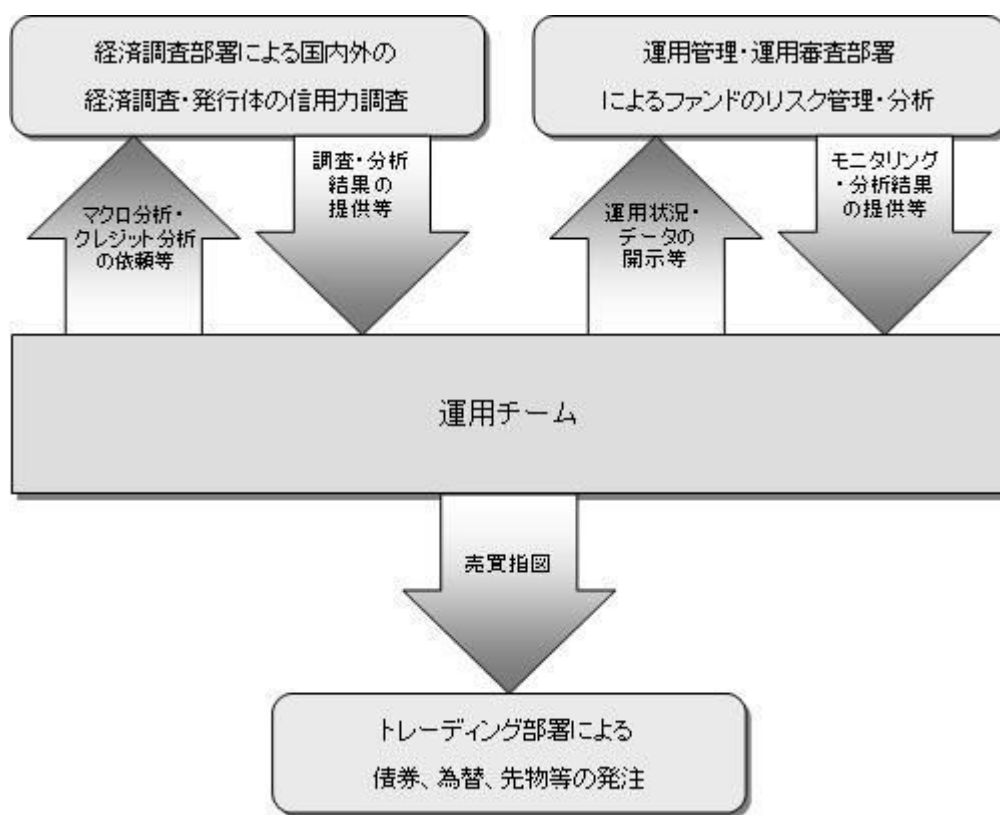 経済調査部署による国内外の
経済調査・発行体の信用力調査
運用管理・運用審査部署
によるファンドのリスク管理・分析
マクロ分析・
クレジット分析
の依頼等
調査・分析
結果の
提供等
運用状況・
データの
開示等
モニタリング
・分析結果
の提供等
運用チーム
売買指図
トレーディング部署による
債券、為替、先物等の発注